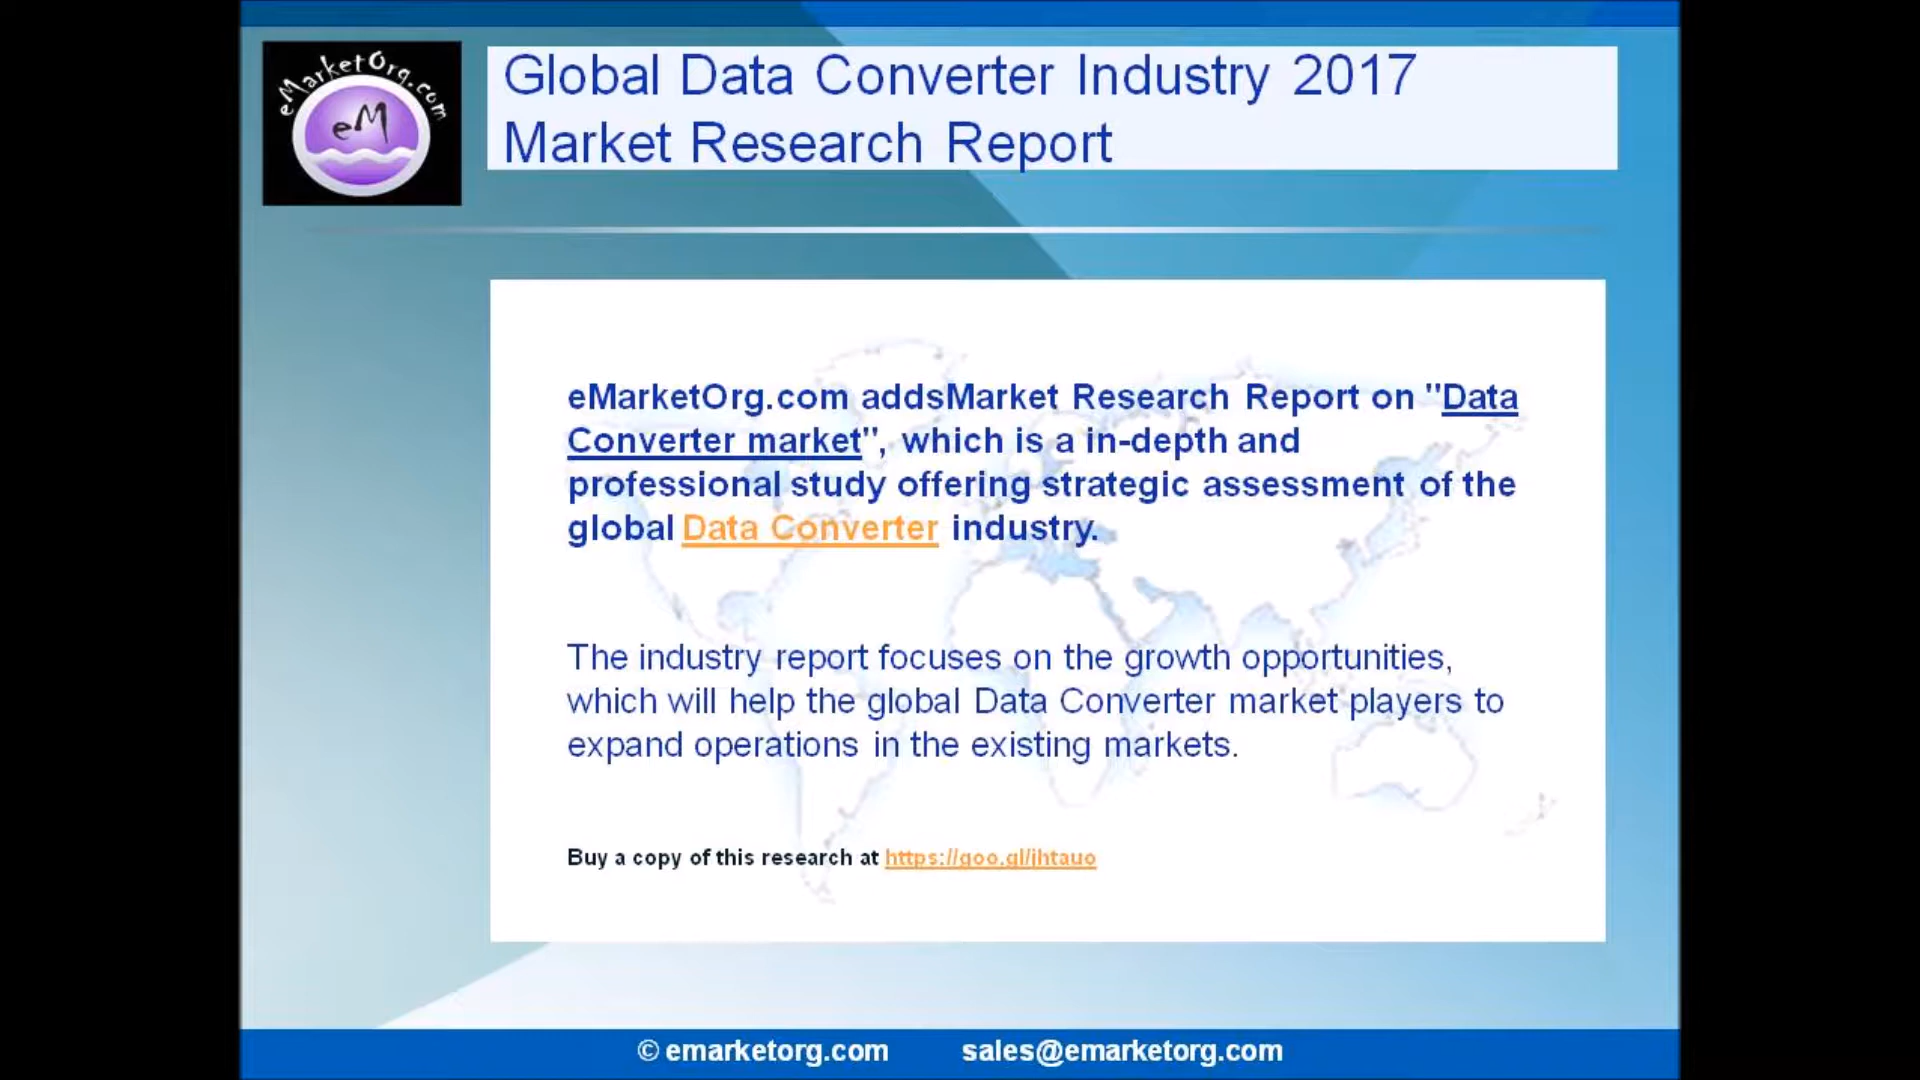 eMarketOrg.com
eM
Global Data Converter Industry 2017
Market Research Report
eMarketOrg.com addsMarket Research Report on "Data
Converter market", which is a in-depth and
professional study offering strategic assessment of the
global Data Converter industry.
The industry report focuses on the growth opportunities,
which will help the global Data Converter market players to
expand operations in the existing markets.
Buy a copy of this research at https://goo.gl/jhtauo
© emarketorg.com sales@emarketorg.com